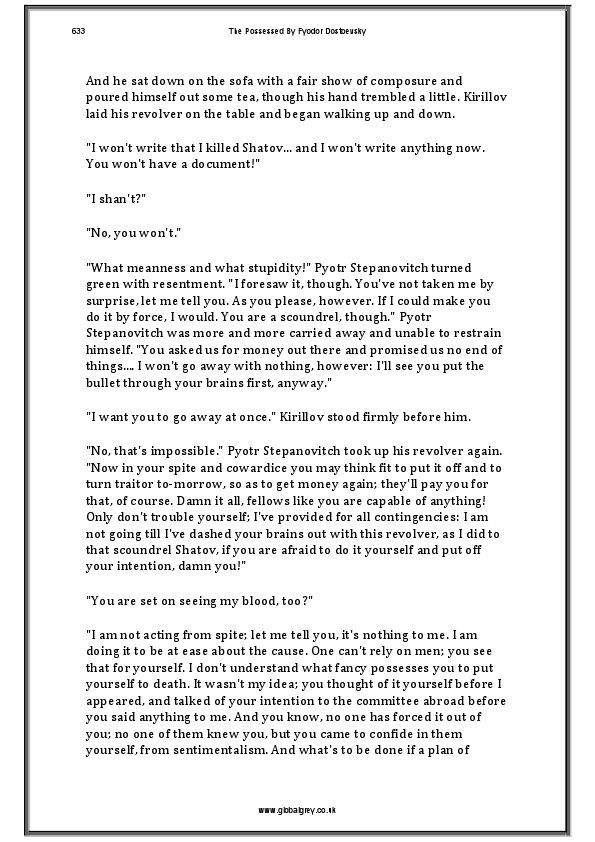 633
The Possessed By Fyodor Dostoevsky
And he sat down on the sofa with a fair show of composure and
poured himself out some tea, though his hand trembled a little. Kirillov
laid his revolver on the table and began walking up and down.
"I won't write that I killed Shatov... and I won't write anything now.
You won't have a document!"
"I shan't?"
"No, you won't."
"What meanness and what stupidity!" Pyotr Stepanovitch turned
green with resentment. "I foresaw it, though. You've not taken me by
surprise, let me tell you. As you please, however. If I could make you
do it by force, I would. You are a scoundrel, though." Pyotr
Stepanovitch was more and more carried away and unable to restrain
himself. "You asked us for money out there and promised us no end of
things.... I won't go away with nothing, however: I'll see you put the
bullet through your brains first, anyway."
"I want you to go away at once." Kirillov stood firmly before him.
"No, that's impossible." Pyotr Stepanovitch took up his revolver again.
"Now in your spite and cowardice you may think fit to put it off and to
turn traitor to-morrow, so as to get money again; they'll pay you for
that, of course. Damn it all, fellows like you are capable of anything!
Only don't trouble yourself; I've provided for all contingencies: I am
not going till I've dashed your brains out with this revolver, as I did to
that scoundrel Shatov, if you are afraid to do it yourself and put off
your intention, damn you!"
"You are set on seeing my blood, too?"
"I am not acting from spite; let me tell you, it's nothing to me. I am
doing it to be at ease about the cause. One can't rely on men; you see
that for yourself. I don't understand what fancy possesses you to put
yourself to death. It wasn't my idea; you thought of it yourself before I
appeared, and talked of your intention to the committee abroad before
you said anything to me. And you know, no one has forced it out of
you; no one of them knew you, but you came to confide in them
yourself, from sentimentalism. And what's to be done if a plan of
www.globalgrey.co.uk